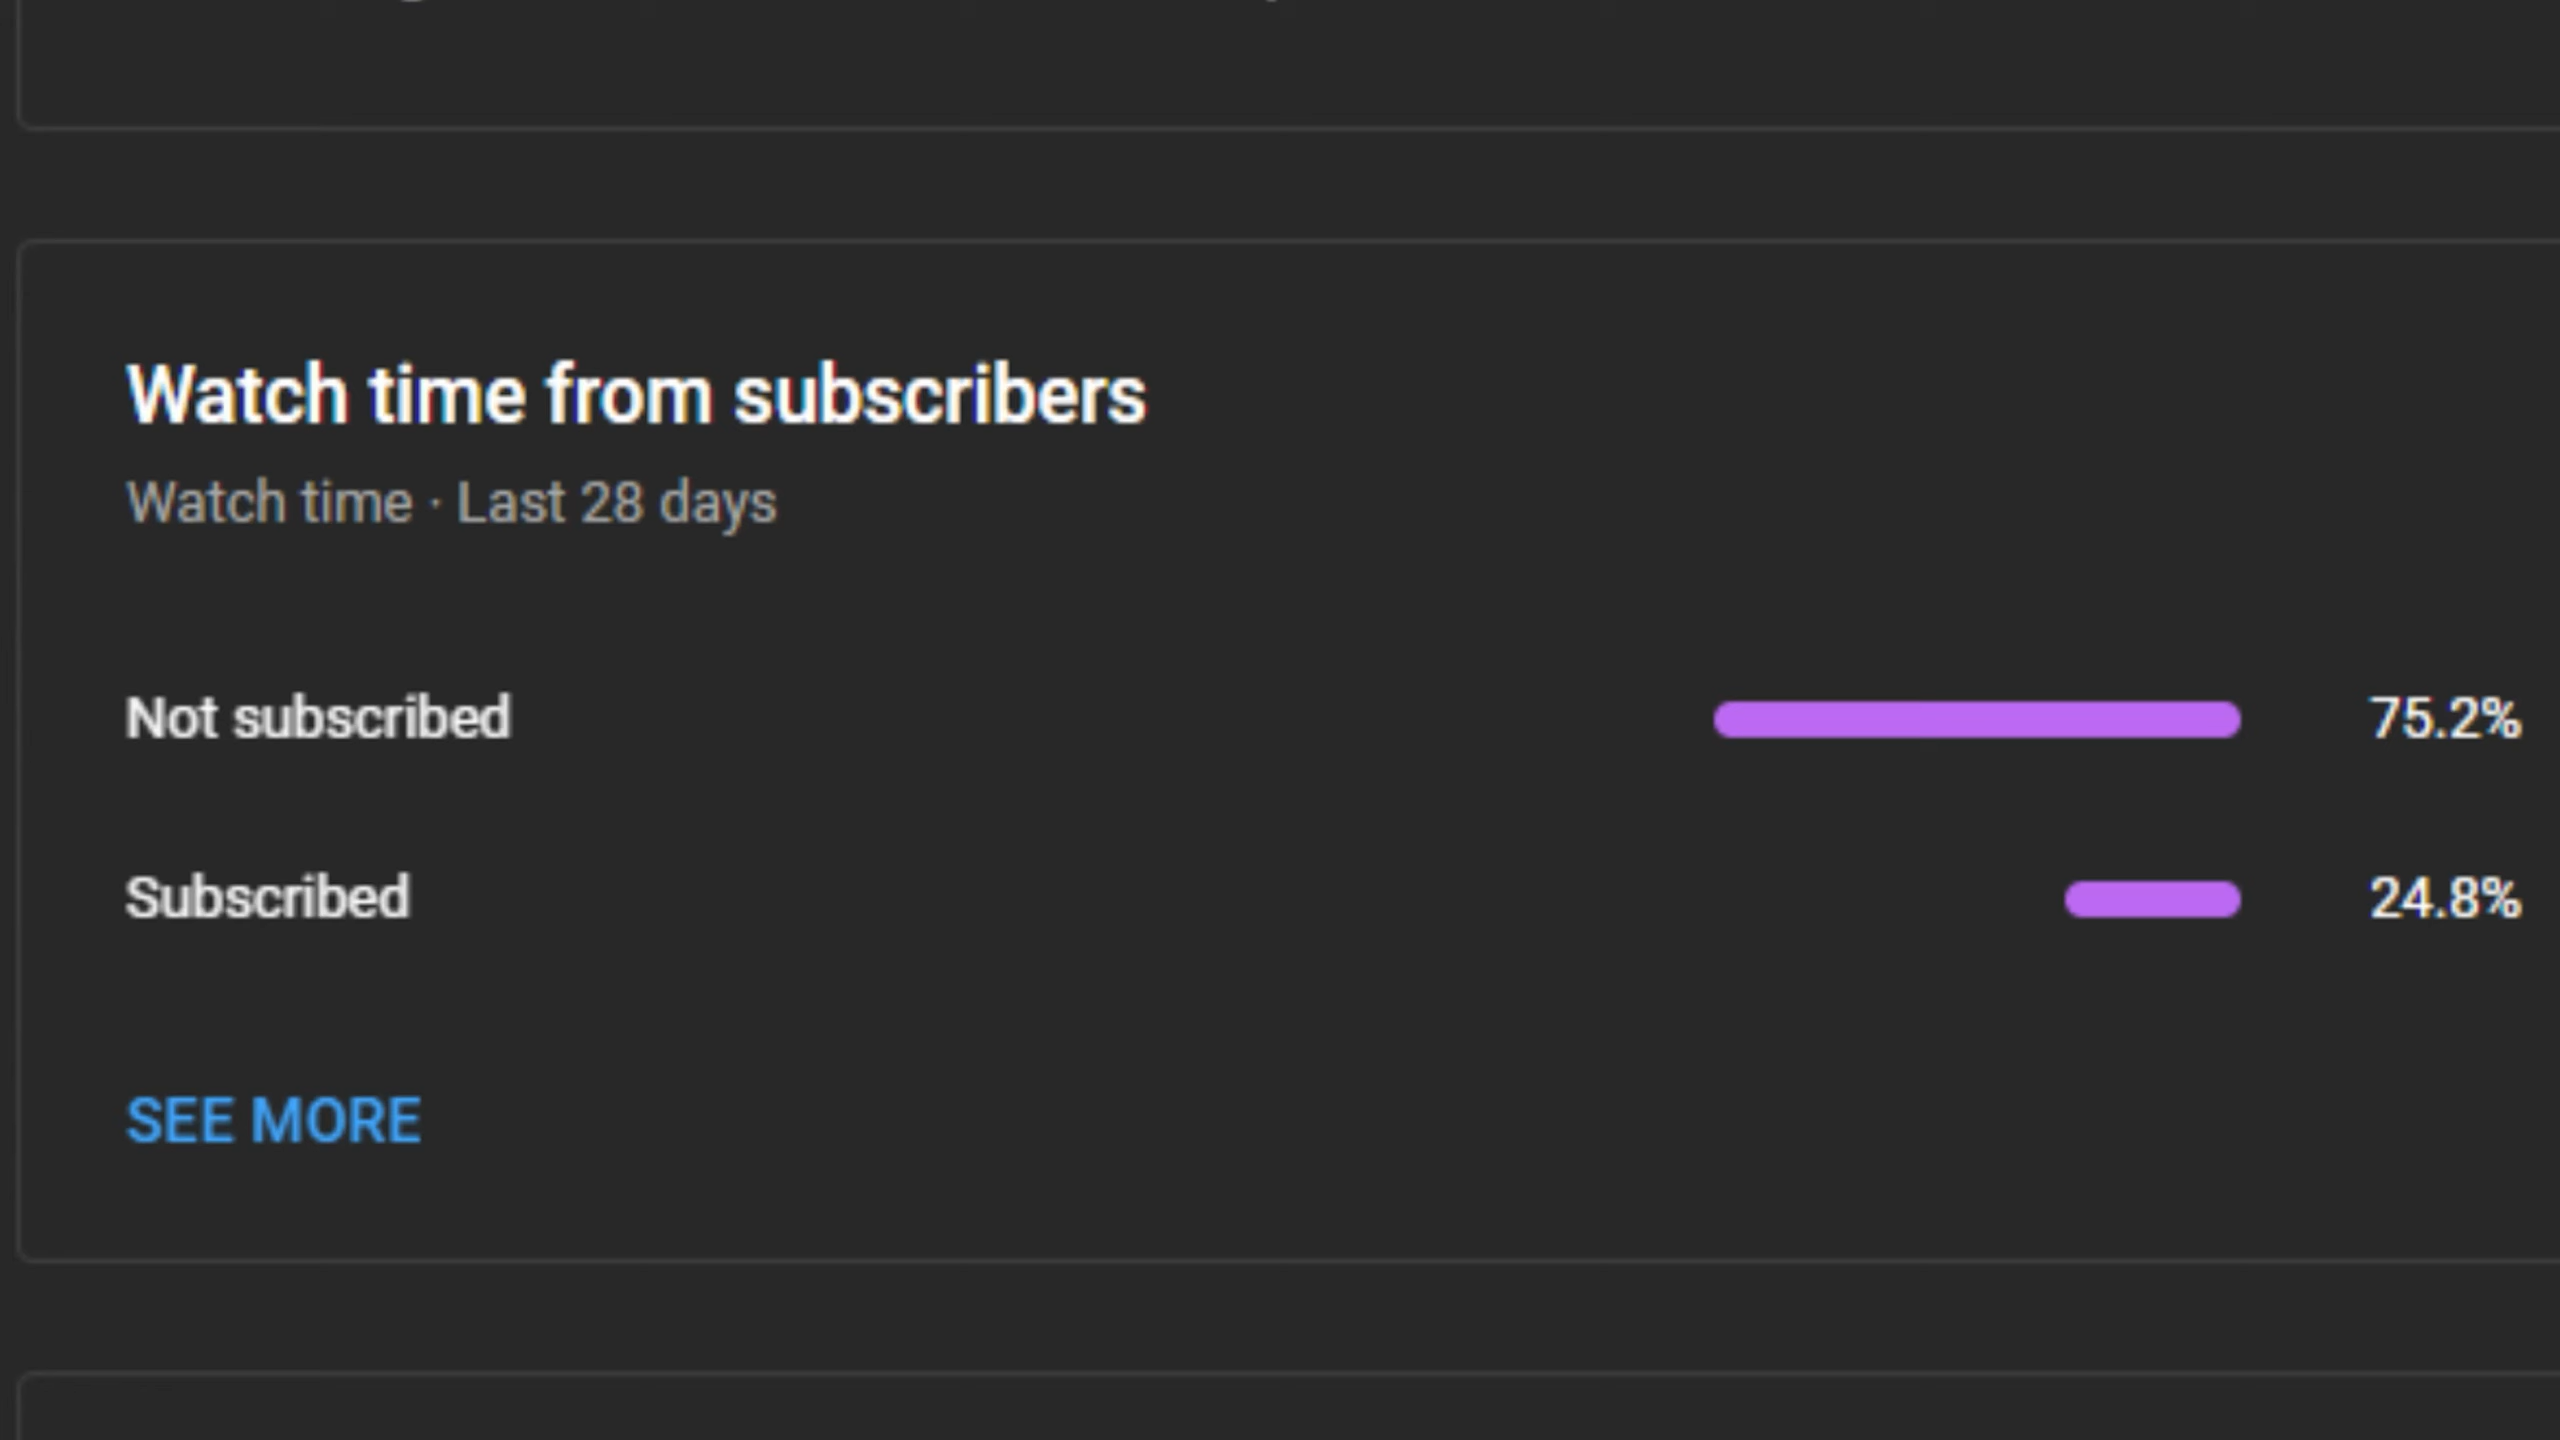 Watch time from subscribers
Watch time · Last 28 days
Not subscribed 75.2%
Subscribed 24.8%
SEE MORE